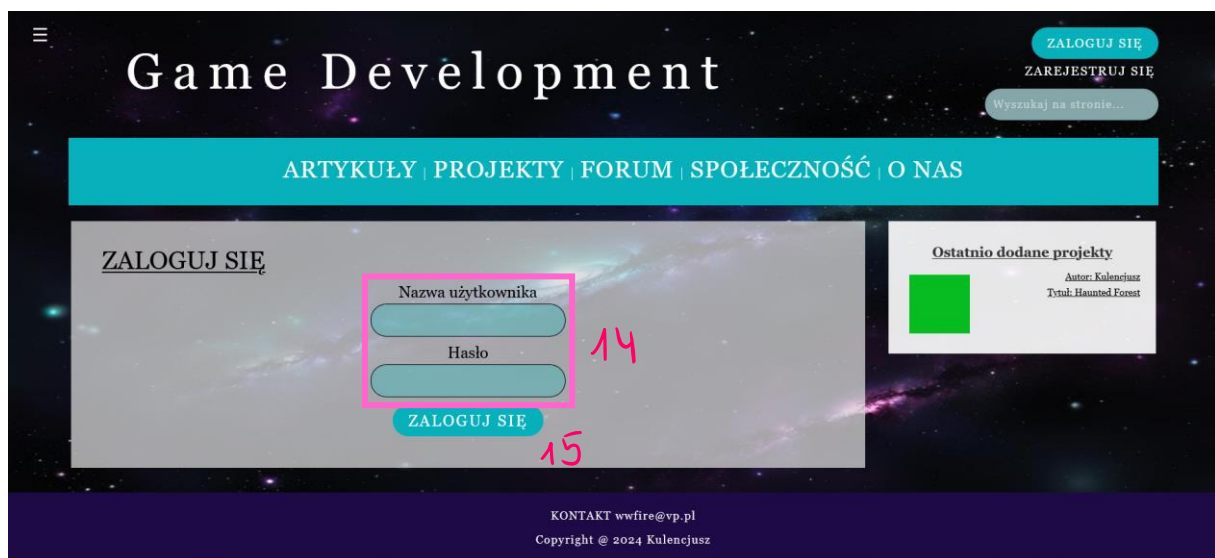 ☰
Game Development
ZALOGUJ SIĘ
ZAREJESTRUJ SIĘ
Wyszukaj na stronie...
ARTYKUŁY | PROJEKTY | FORUM | SPOŁECZNOŚĆ | O NAS
ZALOGUJ SIĘ
Nazwa użytkownika
Hasło
14
ZALOGUJ SIĘ
15
Ostatnio dodane projekty
Autor: Kulencjusz
Tytuł: Haunted Forest
KONTAKT wwfire@vp.pl
Copyright @ 2024 Kulencjusz